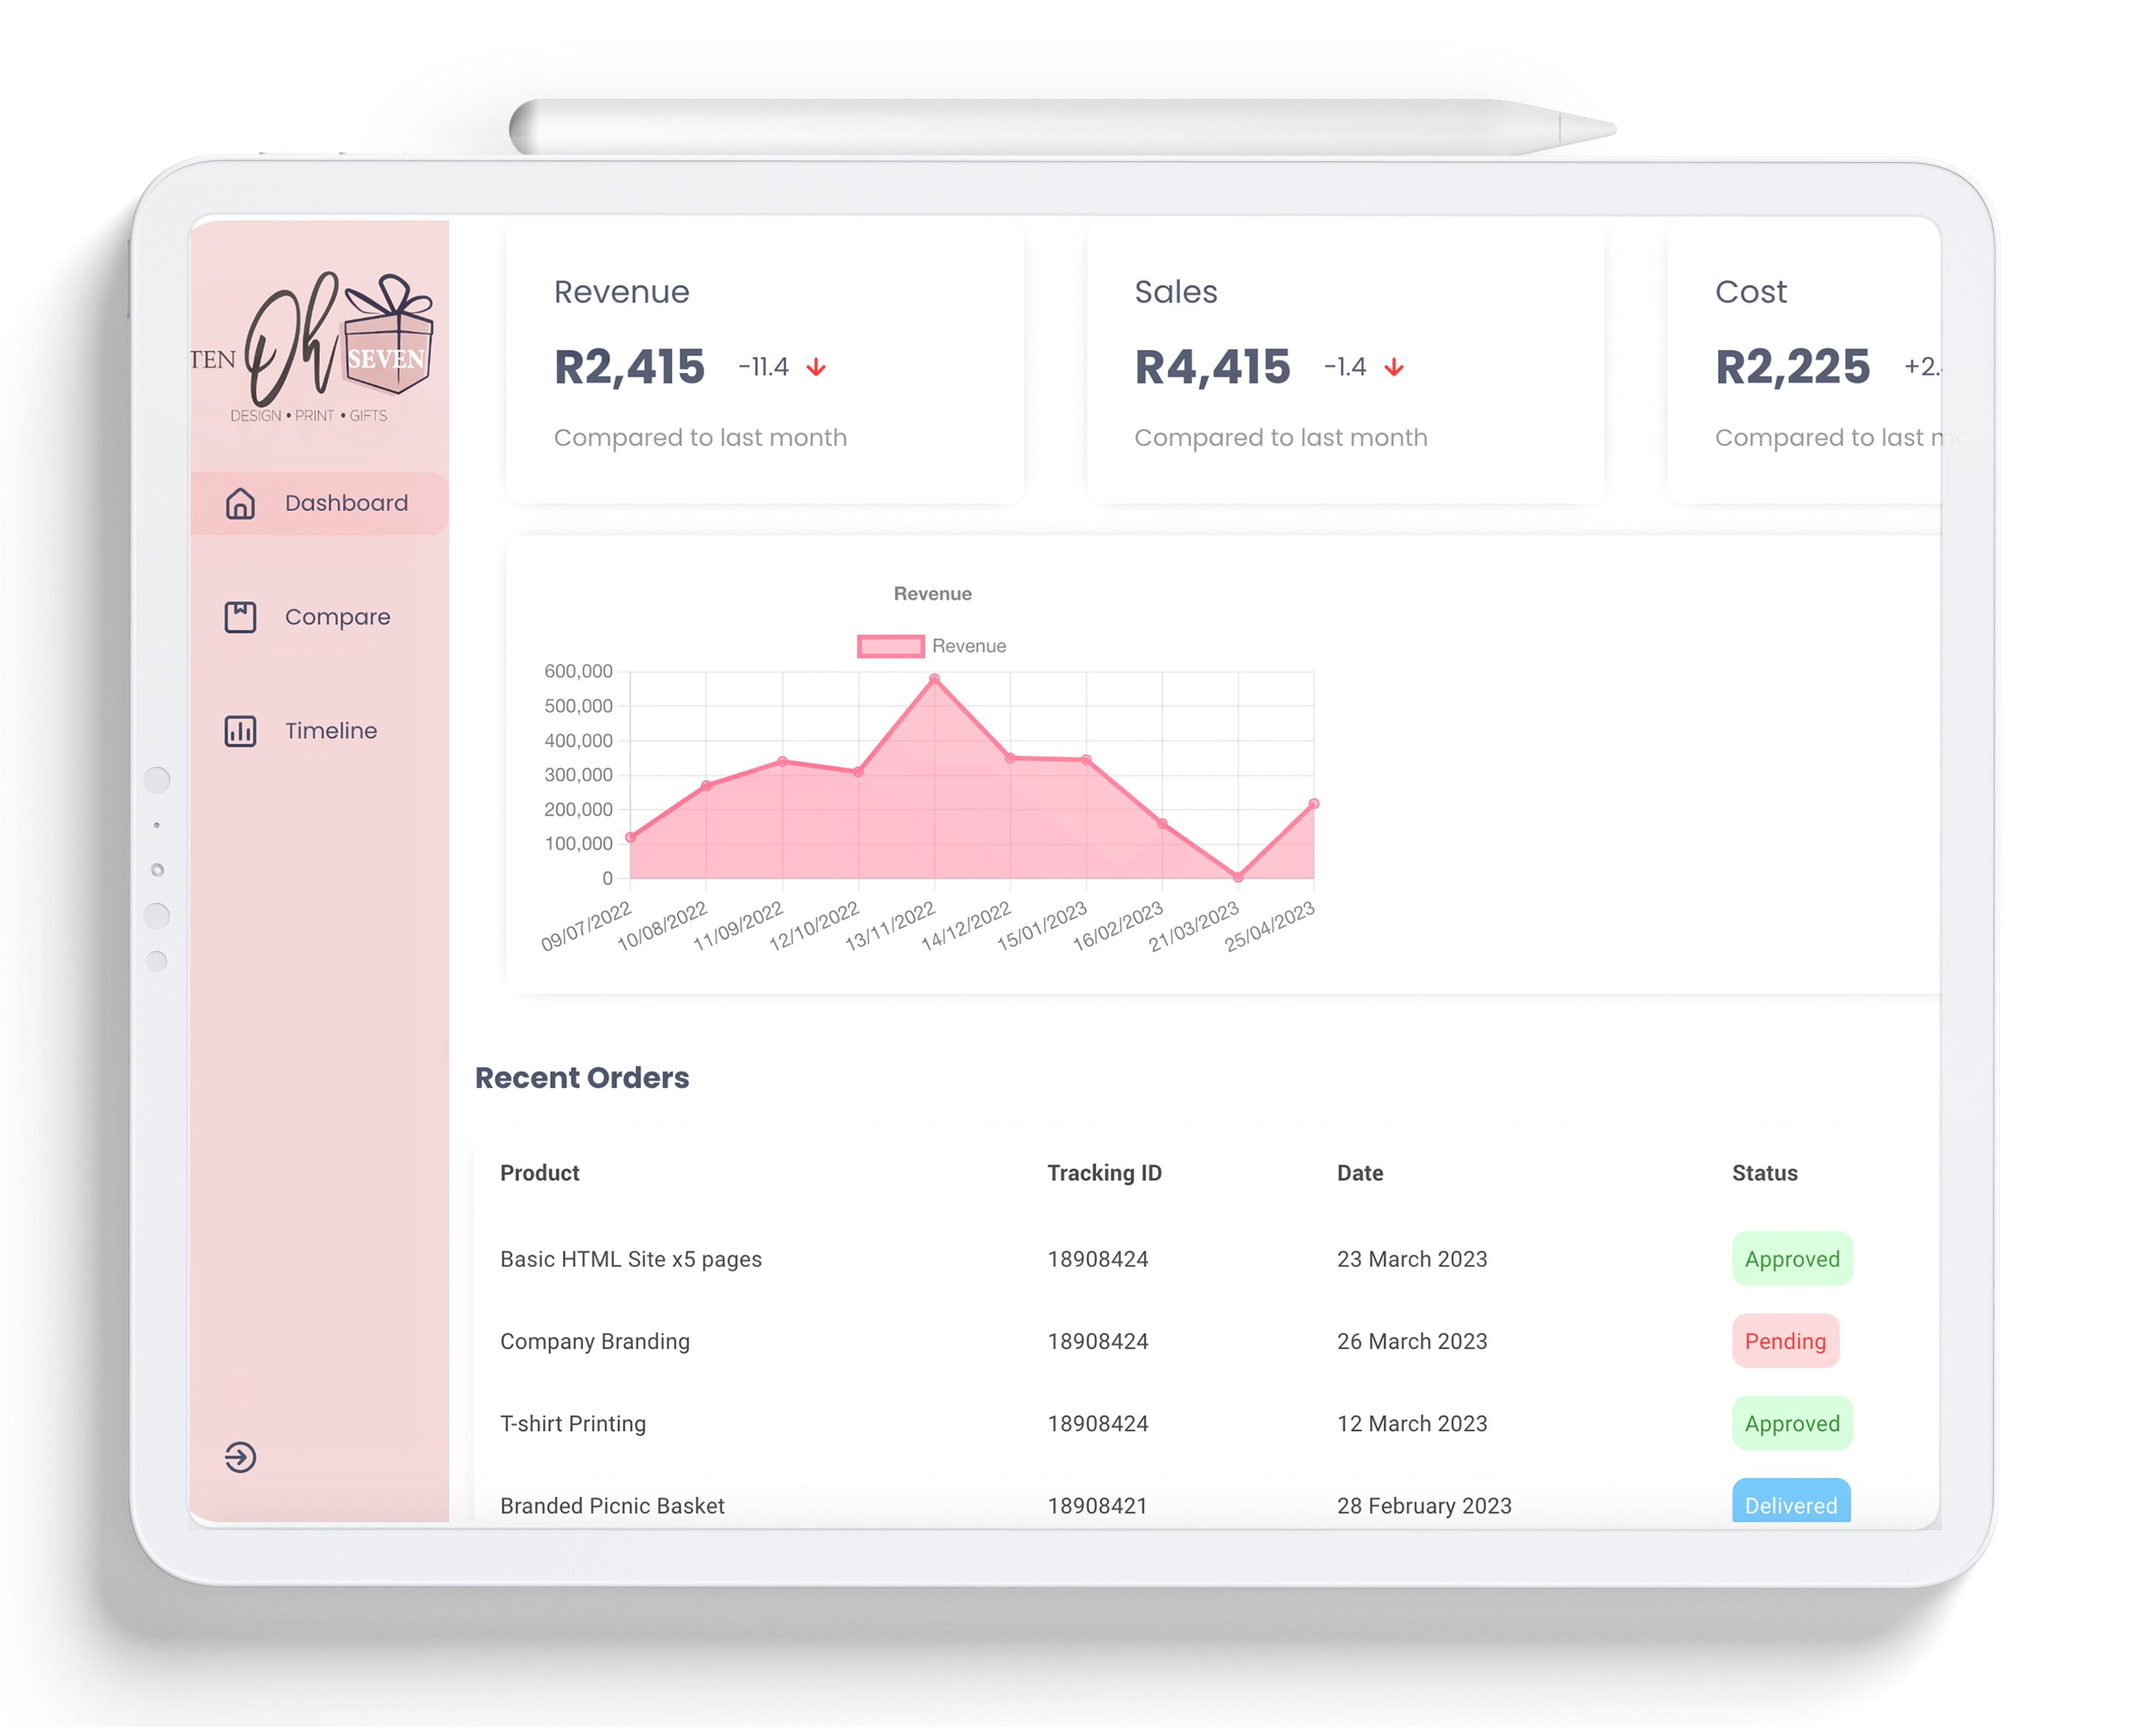 TEN Oh SEVEN
DESIGN • PRINT • GIFTS
Dashboard
Compare
Timeline
Revenue
R2,415 -11.4
Compared to last month
Sales
R4,415 -1.4
Compared to last month
Cost
R2,225 +2.
Compared to last m
Revenue
Revenue
600,000
500,000
400,000
300,000
200,000
100,000
0
09/07/2022
10/08/2022
11/09/2022
12/10/2022
13/11/2022
14/12/2022
15/01/2023
16/02/2023
21/03/2023
25/04/2023
Recent Orders
Product Tracking ID Date Status
Basic HTML Site x5 pages 18908424 23 March 2023 Approved
Company Branding 18908424 26 March 2023 Pending
T-shirt Printing 18908424 12 March 2023 Approved
Branded Picnic Basket 18908421 28 February 2023 Delivered